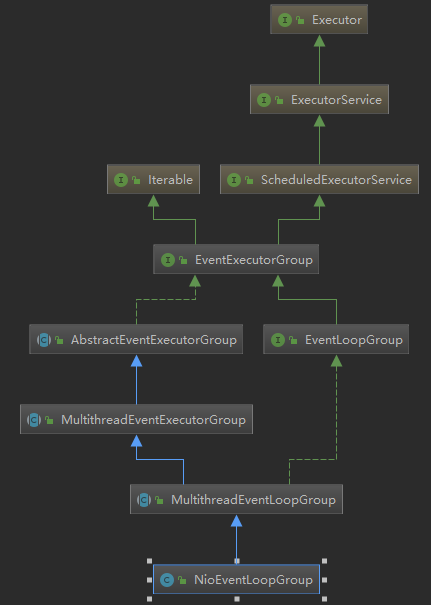 I Executor
I ExecutorService
I Iterable
I ScheduledExecutorService
I EventExecutorGroup
C AbstractEventExecutorGroup
I EventLoopGroup
C MultithreadEventExecutorGroup
C MultithreadEventLoopGroup
C NioEventLoopGroup